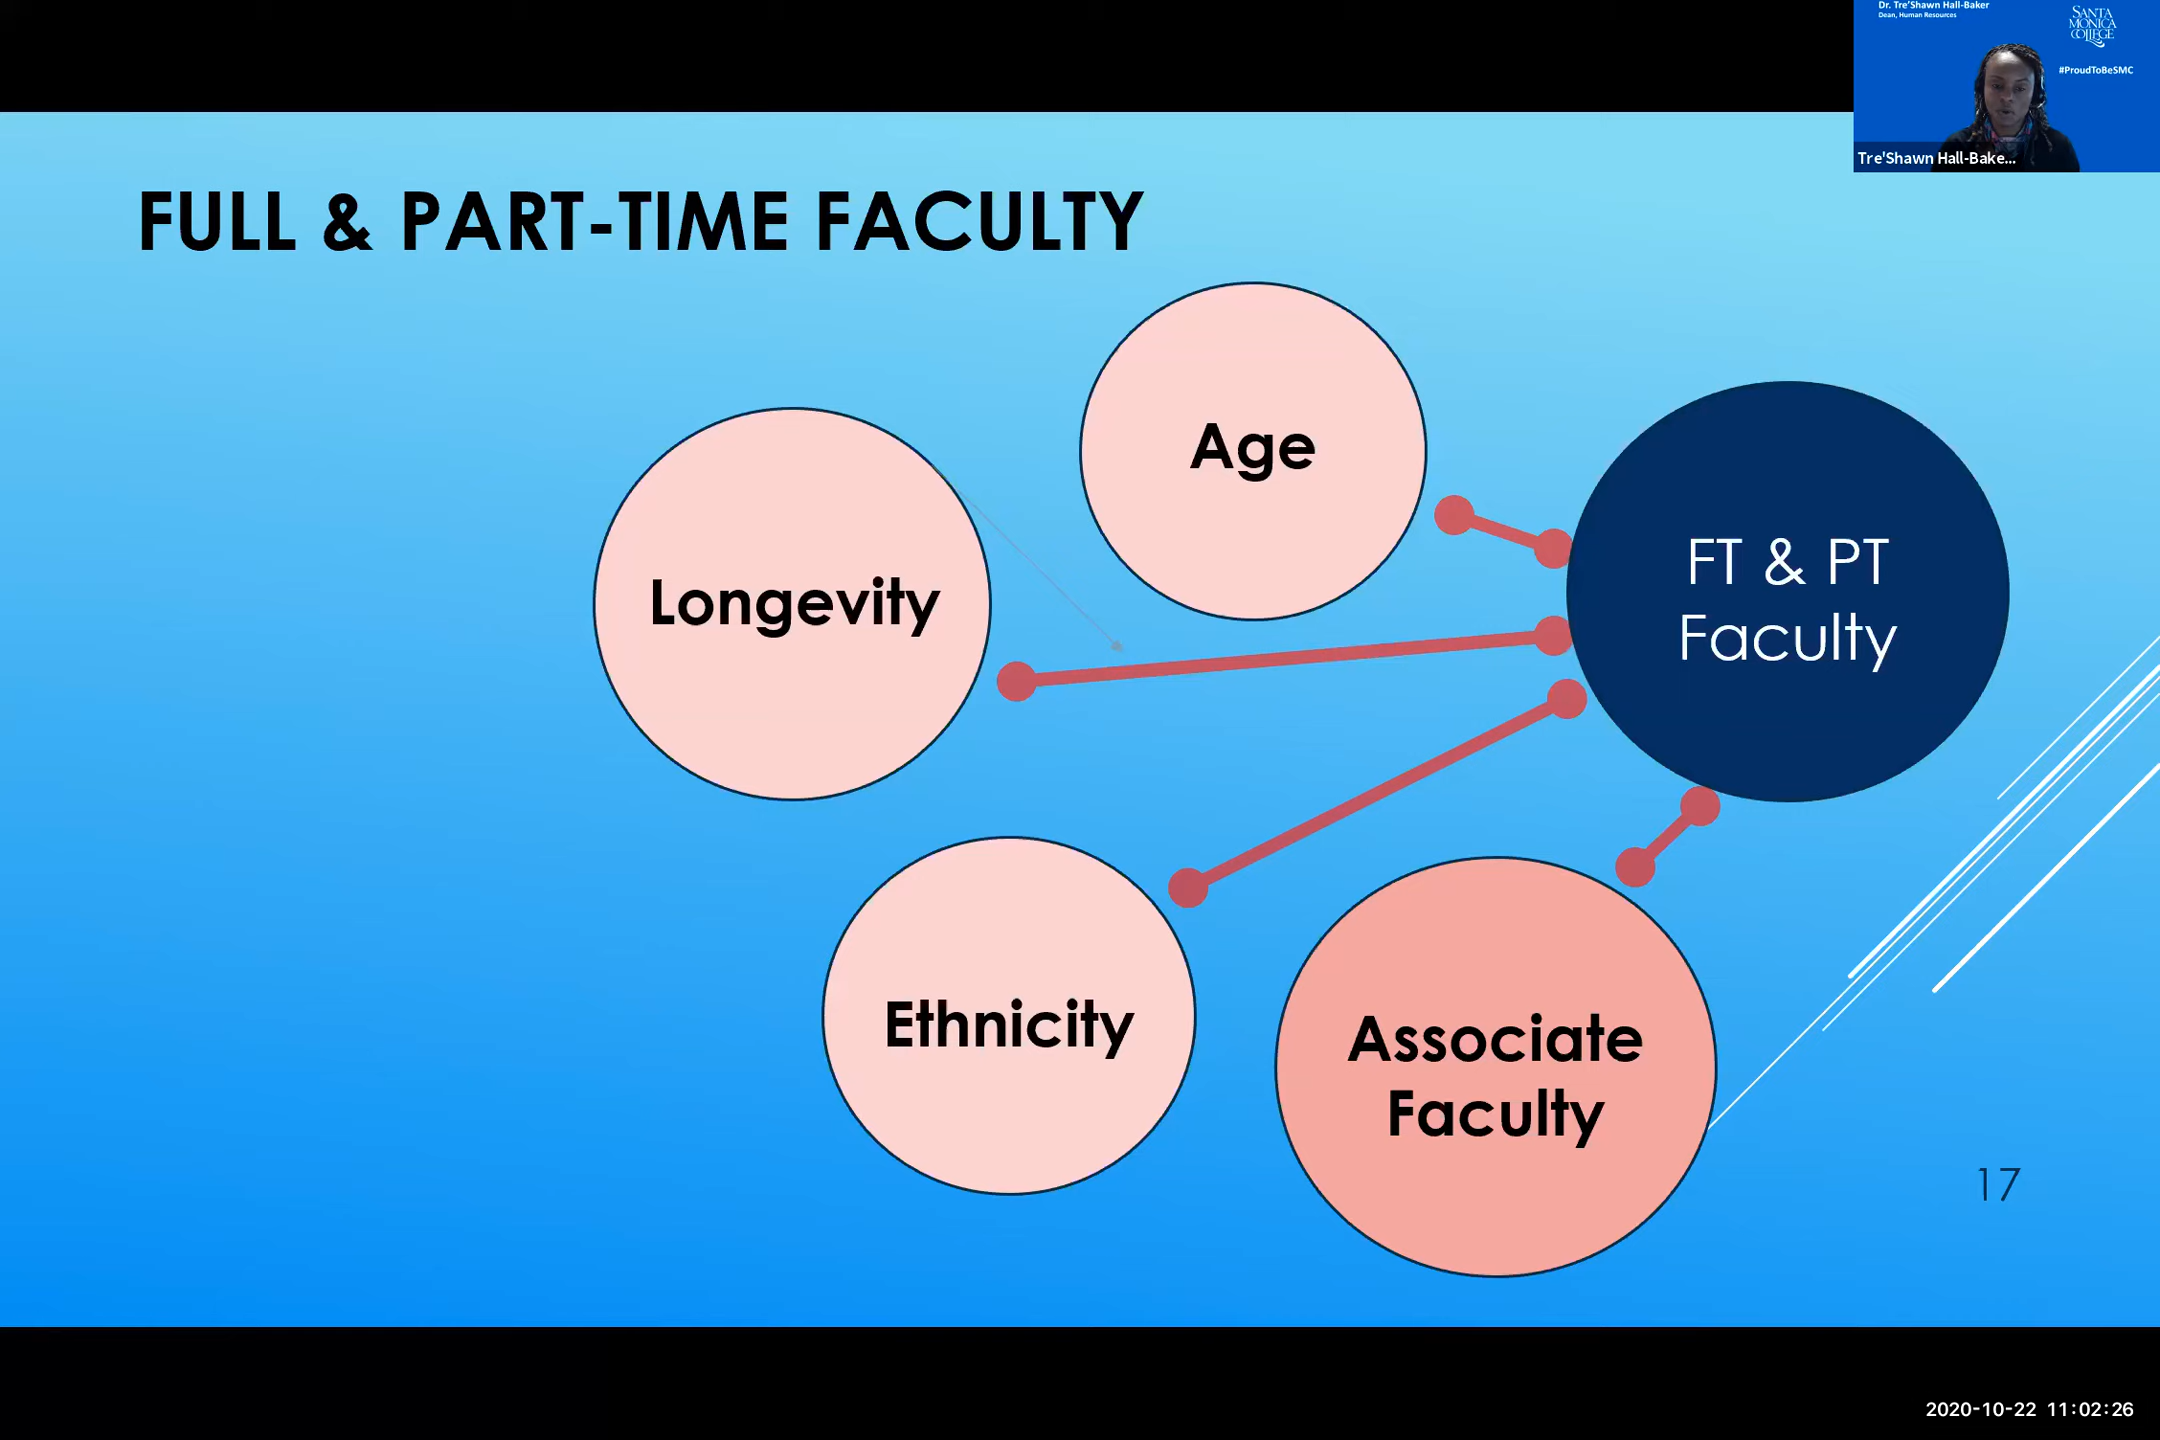 Dr. Tre'Shawn Hall-Baker
Dean, Human Resources
SANTA
MONICA
COLLEGE
#ProudToBeSMC
Tre'Shawn Hall-Bake...
FULL & PART-TIME FACULTY
Age
Longevity
FT & PT
Faculty
Ethnicity
Associate
Faculty
17
2020-10-22 11:02:26